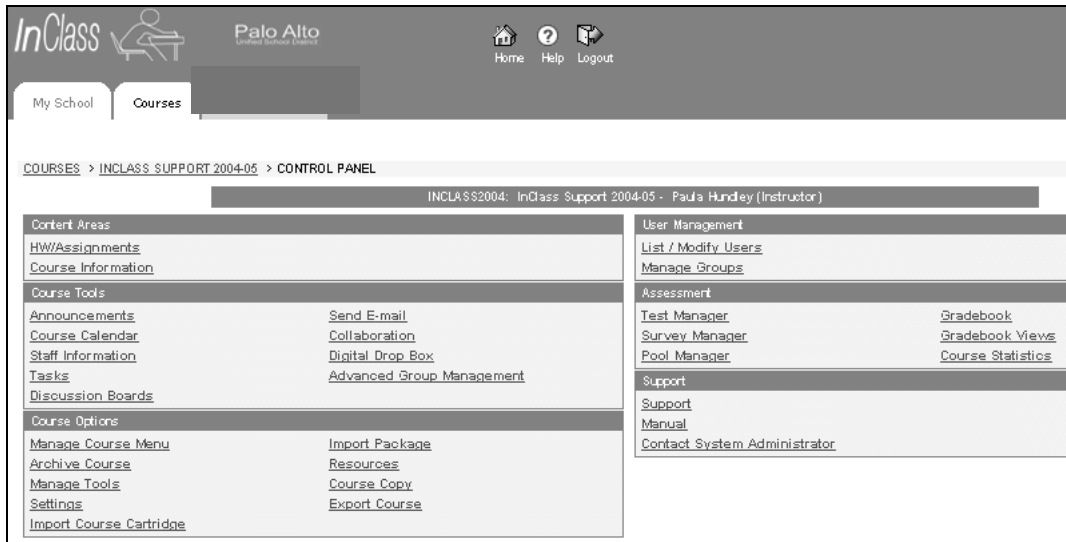 InClass
Palo Alto
Unified School District
Home Help Logout
My School Courses
COURSES > INCLASS SUPPORT 2004-05 > CONTROL PANEL
INCLASS2004: InClass Support 2004-05 - Paula Hundley (Instructor)
Content Areas
HW/Assignments
Course Information
Course Tools
Announcements
Course Calendar
Staff Information
Tasks
Discussion Boards
Send E-mail
Collaboration
Digital Drop Box
Advanced Group Management
Course Options
Manage Course Menu
Archive Course
Manage Tools
Settings
Import Course Cartridge
Import Package
Resources
Course Copy
Export Course
User Management
List / Modify Users
Manage Groups
Assessment
Test Manager
Survey Manager
Pool Manager
Gradebook
Gradebook Views
Course Statistics
Support
Support
Manual
Contact System Administrator